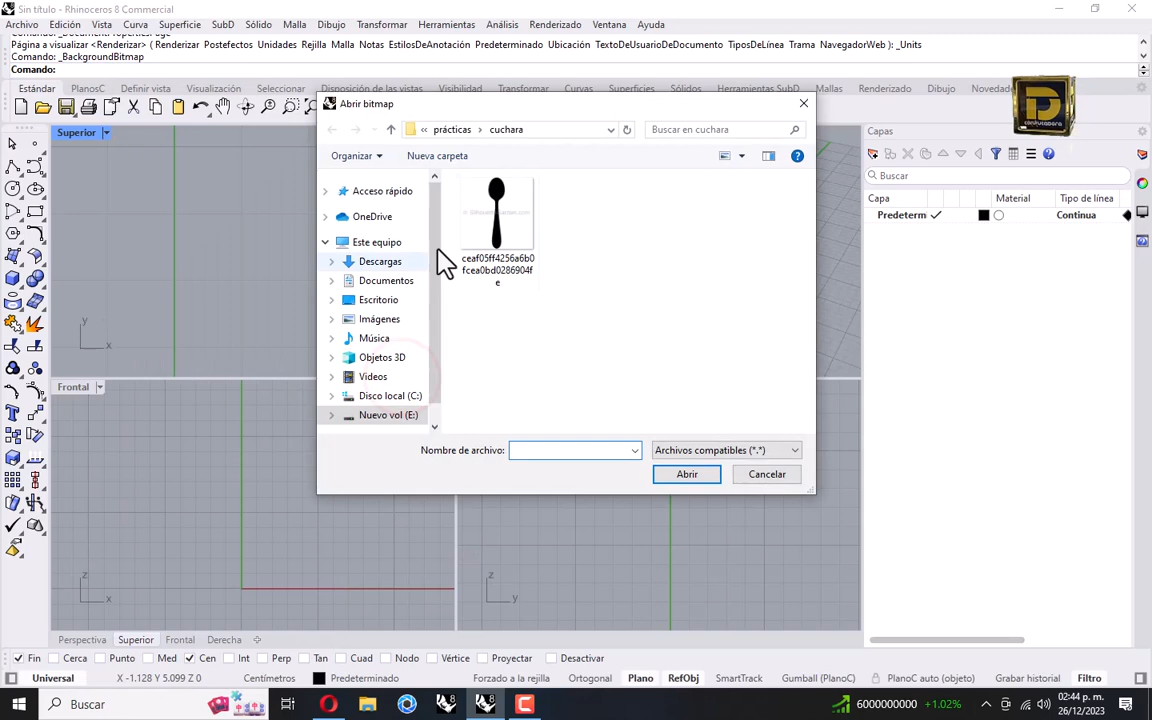 Sin título - Rhinoceros 8 Commercial
Archivo Edición Vista Curva Superficie SubD Sólido Malla Dibujo Transformar Herramientas Análisis Renderizado Ventana Ayuda
Página a visualizar <Renderizar> ( Renderizar Postefectos Unidades Rejilla Malla Notas EstilosDeAnotación Predeterminado Ubicación TextoDeUsuarioDeDocumento TiposDeLínea Trama NavegadorWeb ): _Units
Comando: _BackgroundBitmap
Comando:
Estándar PlanosC Definir vista Visualización Seleccionar Disposición de las vistas Visibilidad Transformar Curvas Superficies Sólidos Herramientas SubD Malla Renderizado Dibujo Novedad
Superior
Abrir bitmap
« prácticas › cuchara
Buscar en cuchara
Organizar Nueva carpeta
Acceso rápido
OneDrive
Este equipo
Descargas
Documentos
Escritorio
Imágenes
Música
Objetos 3D
Videos
Disco local (C:)
Nuevo vol (E:)
ceaf05ff4256a6b0
fcea0bd0286904f
e
Nombre de archivo:
Archivos compatibles (*.*)
Abrir Cancelar
D
Capas
Buscar
Capa Material Tipo de línea
Predeterm Continua
y
x
Frontal
z
x
z
y
Perspectiva Superior Frontal Derecha
Fin Cerca Punto Med Cen Int Perp Tan Cuad Nodo Vértice Proyectar Desactivar
Universal X -1.128 Y 5.099 Z 0 Centímetros Predeterminado Forzado a la rejilla Ortogonal Plano RefObj SmartTrack Gumball (PlanoC) PlanoC auto (objeto) Grabar historial Filtro
Buscar
6000000000 +1.02%
02:44 p. m.
26/12/2023